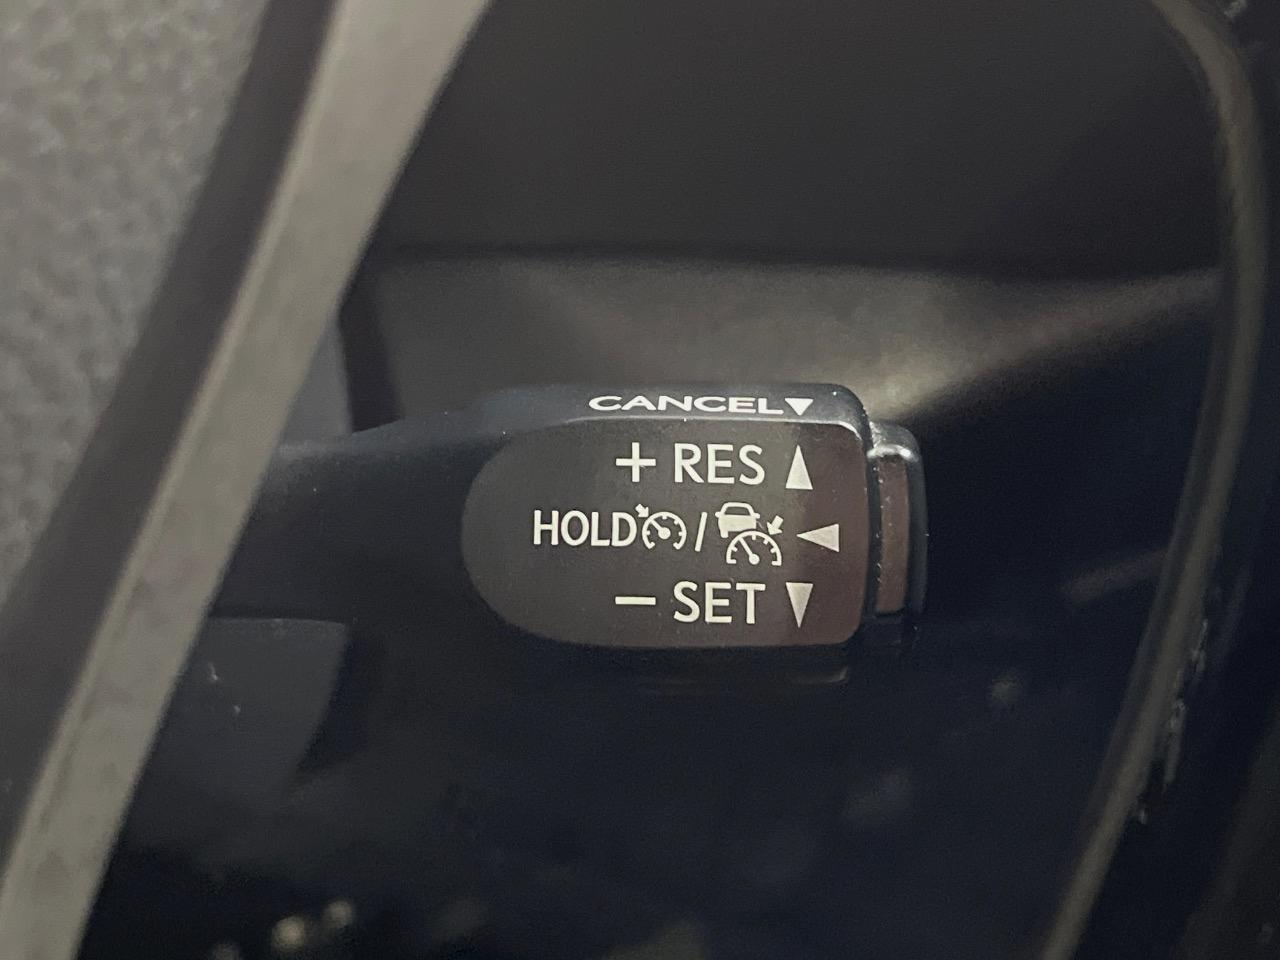 CANCEL▼
+ RES ▲
HOLD / ◀
− SET ▼